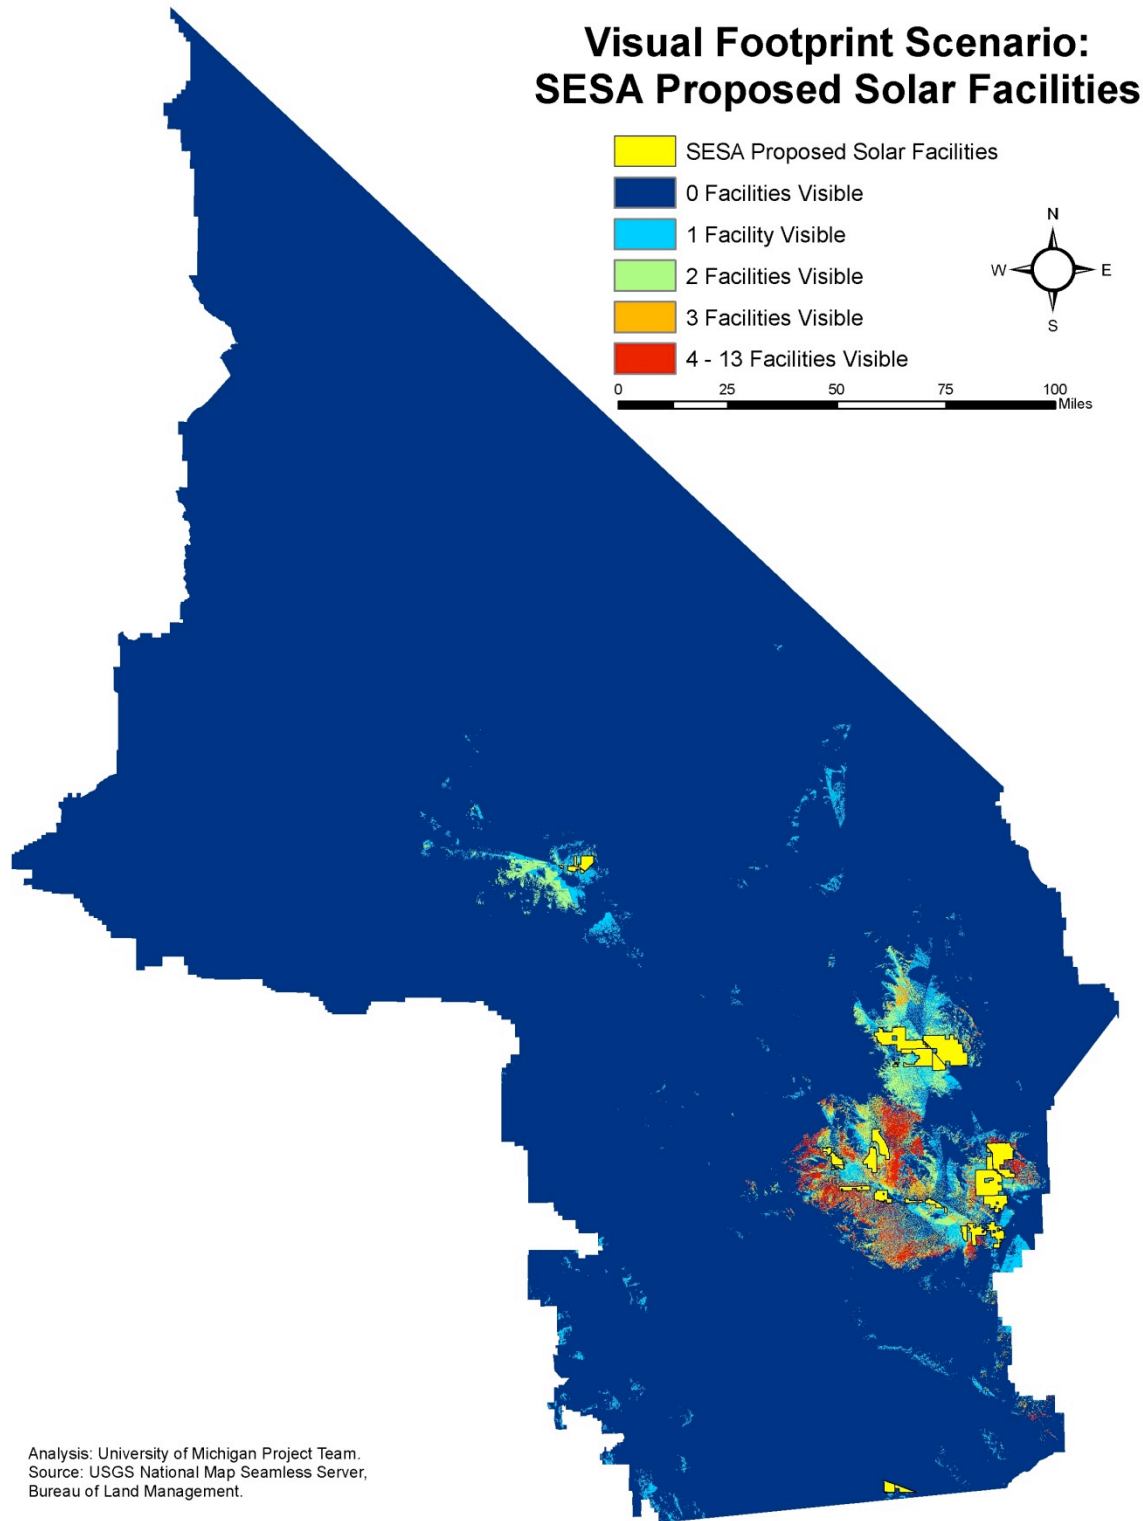 Visual Footprint Scenario:
SESA Proposed Solar Facilities
SESA Proposed Solar Facilities
0 Facilities Visible
1 Facility Visible
2 Facilities Visible
3 Facilities Visible
4 - 13 Facilities Visible
N
W E
S
0 25 50 75 100
Miles
Analysis: University of Michigan Project Team.
Source: USGS National Map Seamless Server,
Bureau of Land Management.